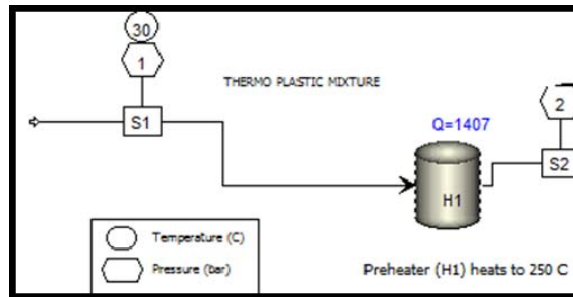 30
1
THERMO PLASTIC MIXTURE
S1
Q=1407
2
S2
H1
Temperature (C)
Pressure (bar)
Preheater (H1) heats to 250 C